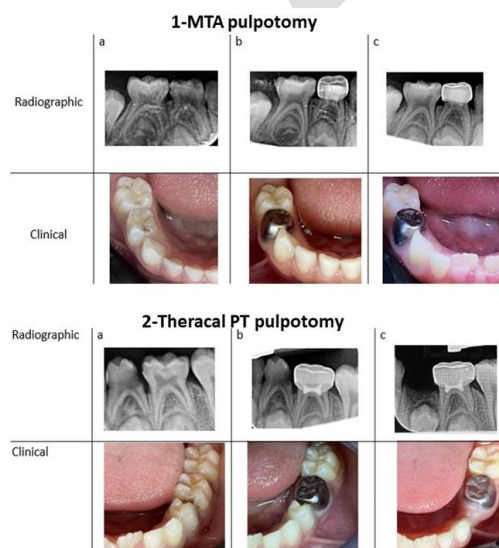 1-MTA pulpotomy
a b c
Radiographic
Clinical
2-Theracal PT pulpotomy
Radiographic a b c
Clinical